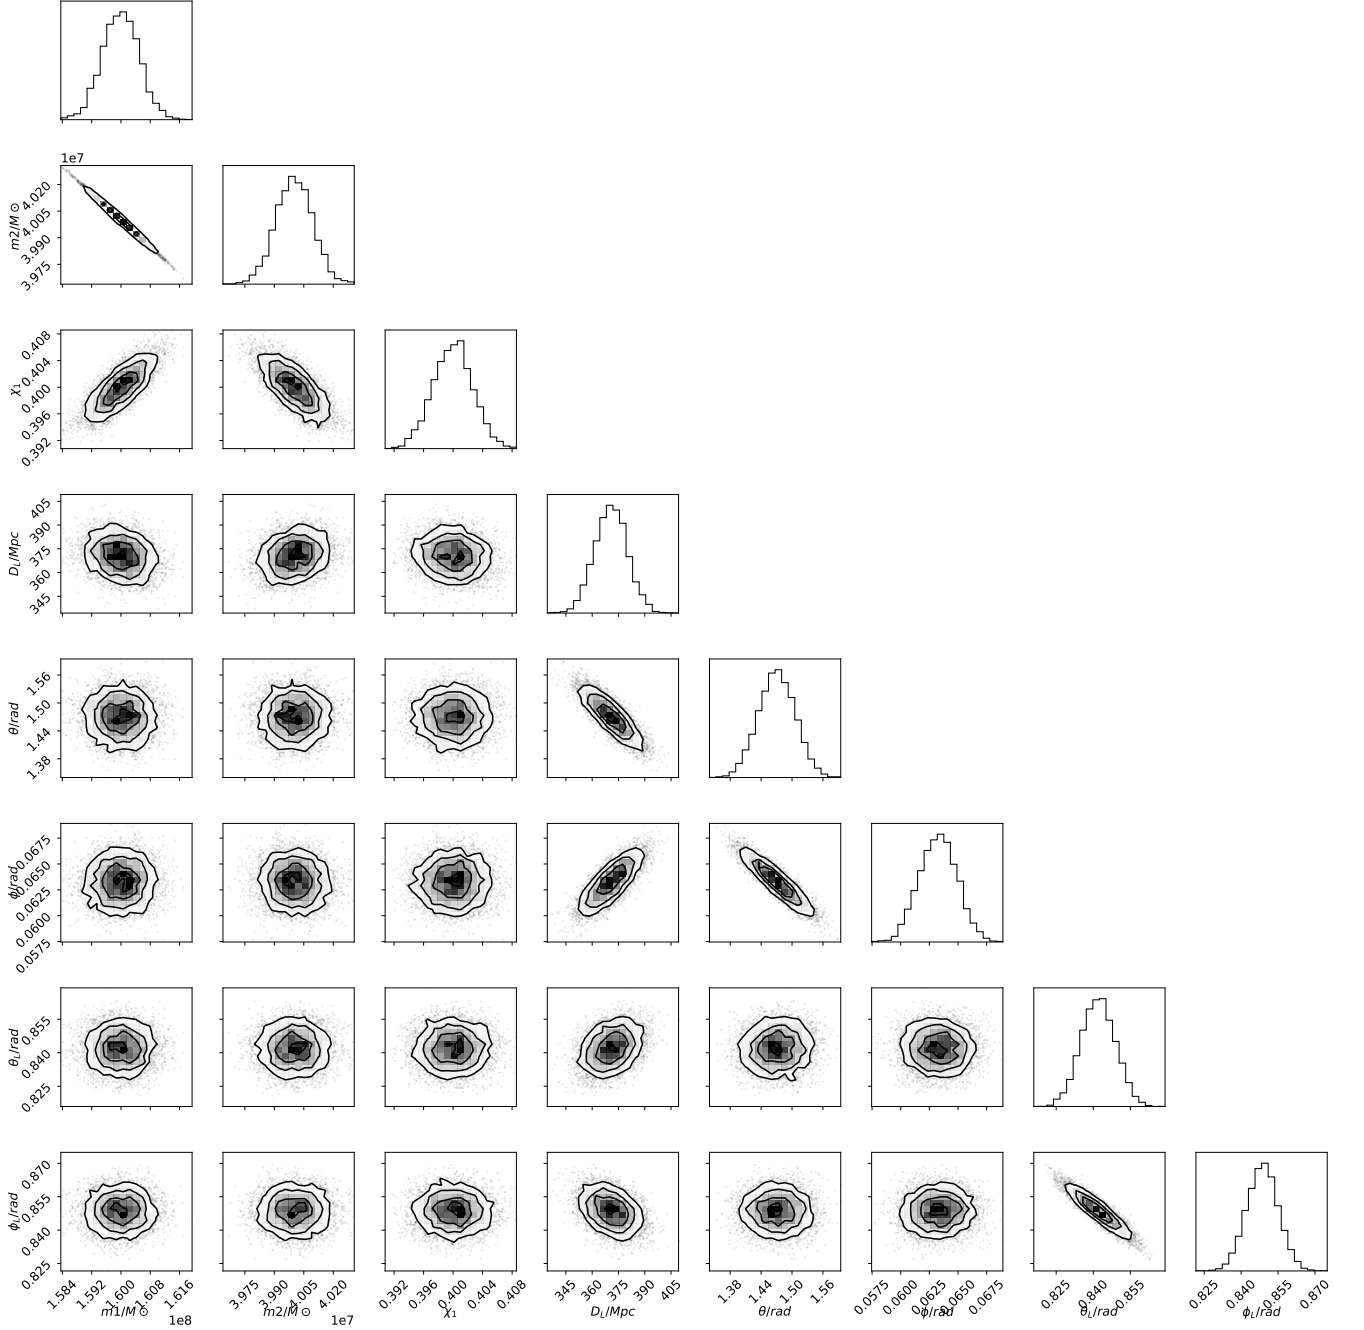 1e7
4.020
4.005
3.990
3.975
m2/M⊙
0.408
0.404
0.400
0.396
0.392
χ₁
405
390
375
360
345
D_L/Mpc
1.56
1.50
1.44
1.38
θ/rad
0.0675
0.0650
0.0625
0.0600
0.0575
ϕ/rad
0.855
0.840
0.825
θ_L/rad
0.870
0.855
0.840
0.825
ϕ_L/rad
1.584 1.592 1.600 1.608 1.616
m1/M⊙
1e8
3.975 3.990 4.005 4.020
m2/M⊙
1e7
0.392 0.396 0.400 0.404 0.408
χ₁
345 360 375 390 405
D_L/Mpc
1.38 1.44 1.50 1.56
θ/rad
0.0575 0.0600 0.0625 0.0650 0.0675
ϕ/rad
0.825 0.840 0.855
θ_L/rad
0.825 0.840 0.855 0.870
ϕ_L/rad